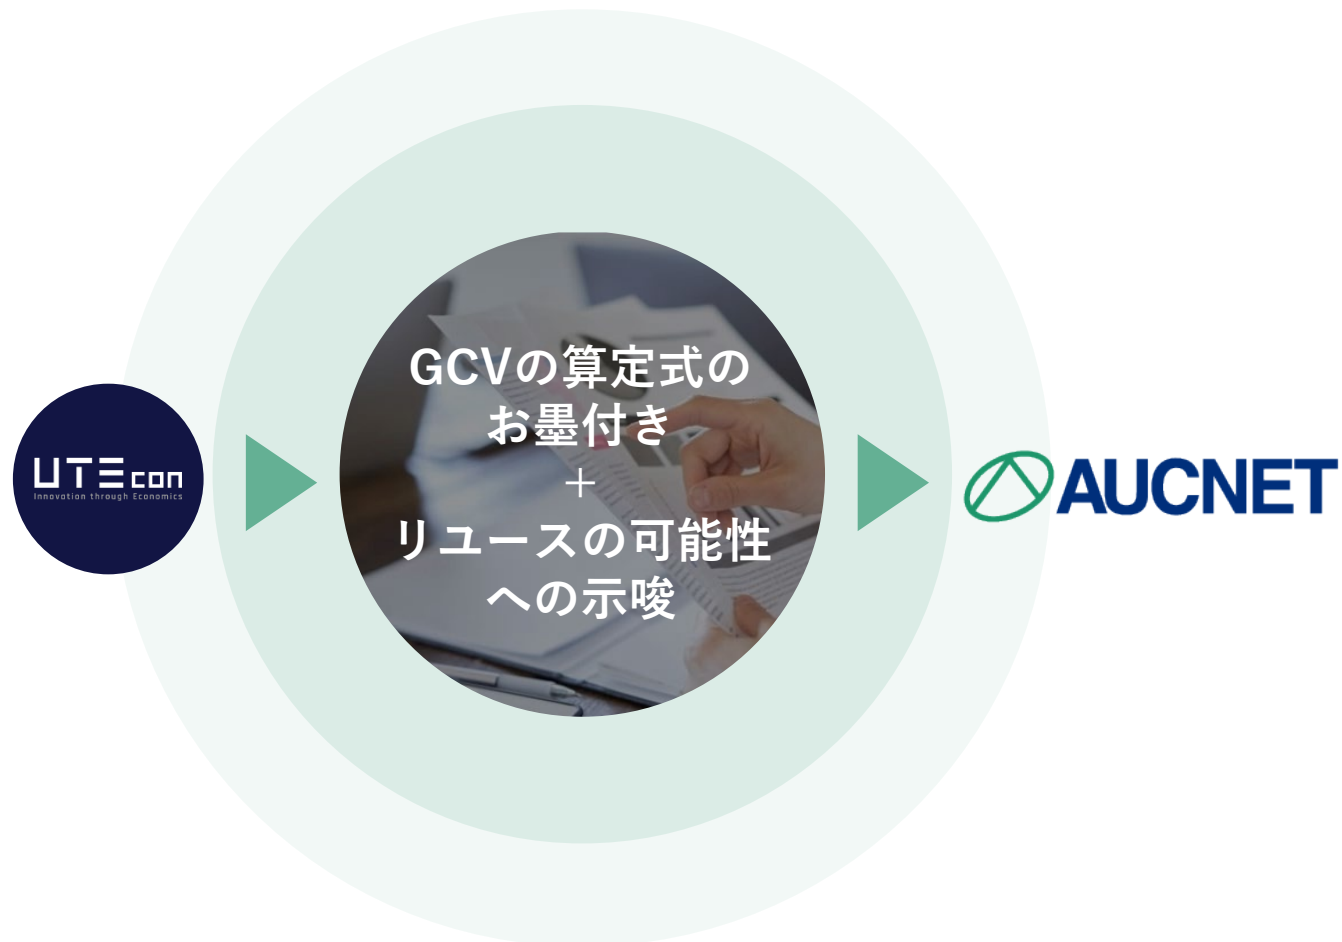 UTEcon
Innovation through Economics
GCVの算定式の
お墨付き
＋
リユースの可能性
への示唆
AUCNET